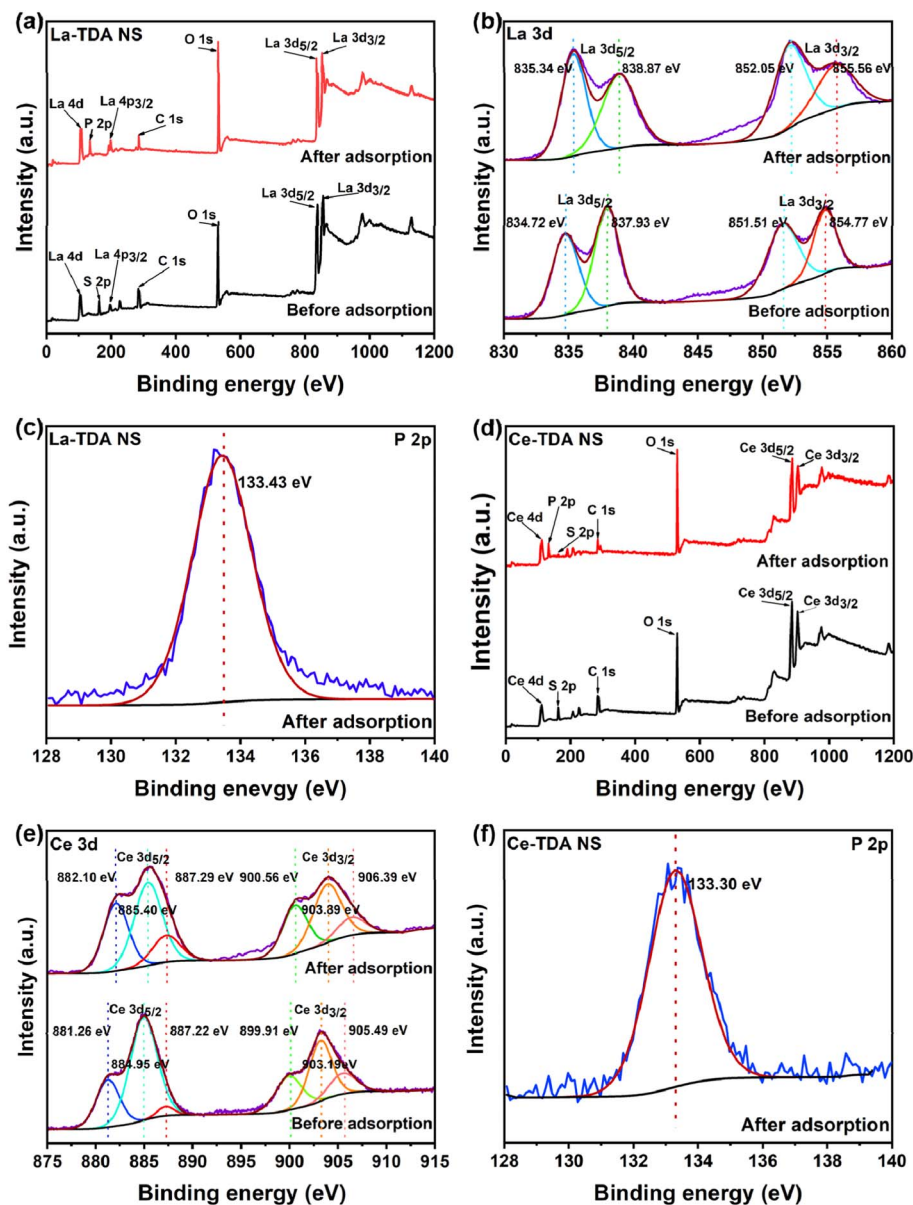 (a)
La-TDA NS
O 1s
La 3d3/2
La 3d5/2
La 4p3/2
La 4d
P 2p
C 1s
After adsorption
La 3d3/2
La 3d5/2
O 1s
La 4p3/2
La 4d
S 2p
C 1s
Before adsorption
Intensity (a.u.)
0 200 400 600 800 1000 1200
Binding energy (eV)
(b)
La 3d
La 3d5/2
La 3d3/2
835.34 eV
838.87 eV
852.05 eV
855.56 eV
After adsorption
La 3d5/2
La 3d3/2
834.72 eV
837.93 eV
851.51 eV
854.77 eV
Before adsorption
Intensity (a.u.)
830 835 840 845 850 855 860
Binding energy (eV)
(c)
La-TDA NS
P 2p
133.43 eV
After adsorption
Intensity (a.u.)
128 130 132 134 136 138 140
Binding enevgy (eV)
(d)
Ce-TDA NS
O 1s
Ce 3d5/2
Ce 3d3/2
P 2p
C 1s
Ce 4d
S 2p
After adsorption
Ce 3d5/2
Ce 3d3/2
O 1s
C 1s
Ce 4d
S 2p
Before adsorption
Intensity (a.u.)
0 200 400 600 800 1000 1200
Binding energy (eV)
(e)
Ce 3d
Ce 3d5/2
Ce 3d3/2
882.10 eV
887.29 eV
900.56 eV
906.39 eV
885.40 eV
903.89 eV
After adsorption
Ce 3d5/2
Ce 3d3/2
881.26 eV
887.22 eV
899.91 eV
905.49 eV
884.95 eV
903.19 eV
Before adsorption
Intensity (a.u.)
875 880 885 890 895 900 905 910 915
Binding energy (eV)
(f)
Ce-TDA NS
P 2p
133.30 eV
After adsorption
Intensity (a.u.)
128 130 132 134 136 138 140
Binding energy (eV)